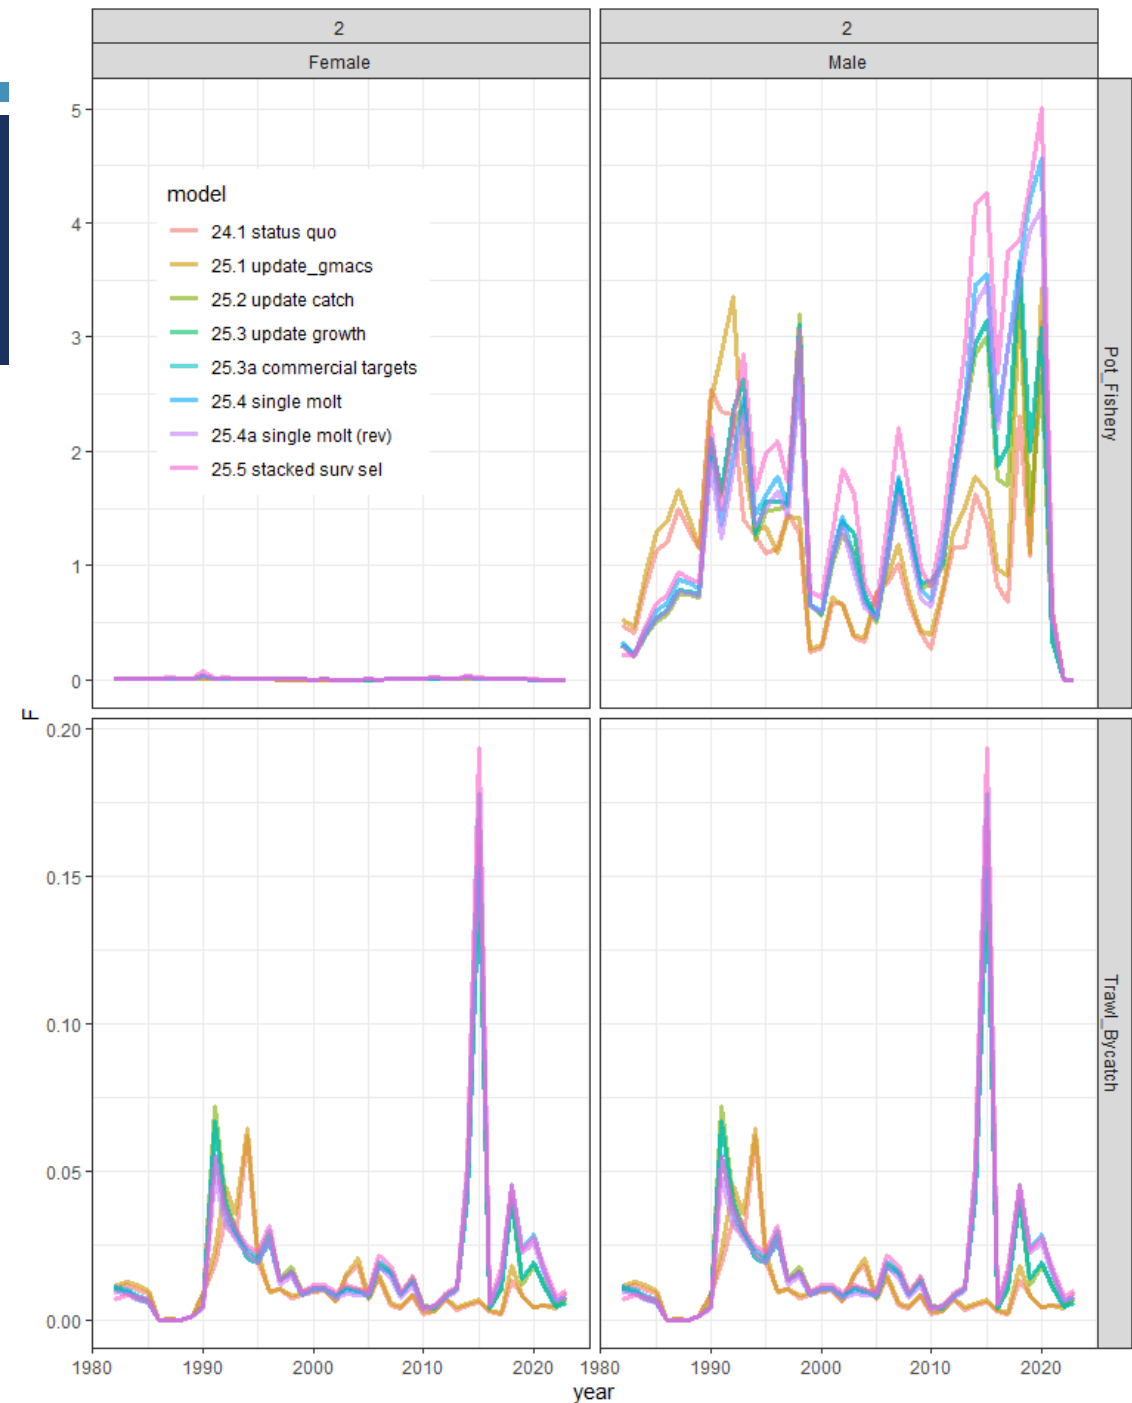 2
2
Female
Male
5
4
3
2
1
0
model
24.1 status quo
25.1 update_gmacs
25.2 update catch
25.3 update growth
25.3a commercial targets
25.4 single molt
25.4a single molt (rev)
25.5 stacked surv sel
Pot_Fishery
F
0.20
0.15
0.10
0.05
0.00
Trawl_Bycatch
1980
1990
2000
2010
2020
1980
1990
2000
2010
2020
year